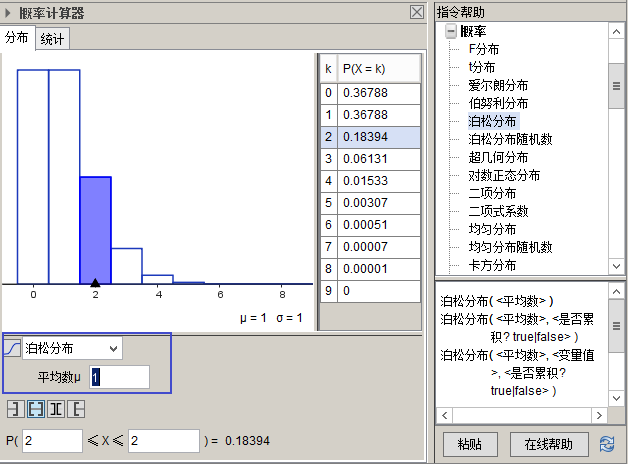 概率计算器
分布 统计
k P(X = k)
0 0.36788
1 0.36788
2 0.18394
3 0.06131
4 0.01533
5 0.00307
6 0.00051
7 0.00007
8 0.00001
9 0
0 2 4 6 8
μ = 1 σ = 1
泊松分布
平均数μ 1
P( 2 ≤ X ≤ 2 ) = 0.18394
指令帮助
概率
F分布
t分布
爱尔朗分布
伯努利分布
泊松分布
泊松分布随机数
超几何分布
对数正态分布
二项分布
二项式系数
均匀分布
均匀分布随机数
卡方分布
泊松分布( <平均数> )
泊松分布( <平均数>, <是否累
积? true|false> )
泊松分布( <平均数>, <变量值
>, <是否累积?
true|false> )
粘贴 在线帮助